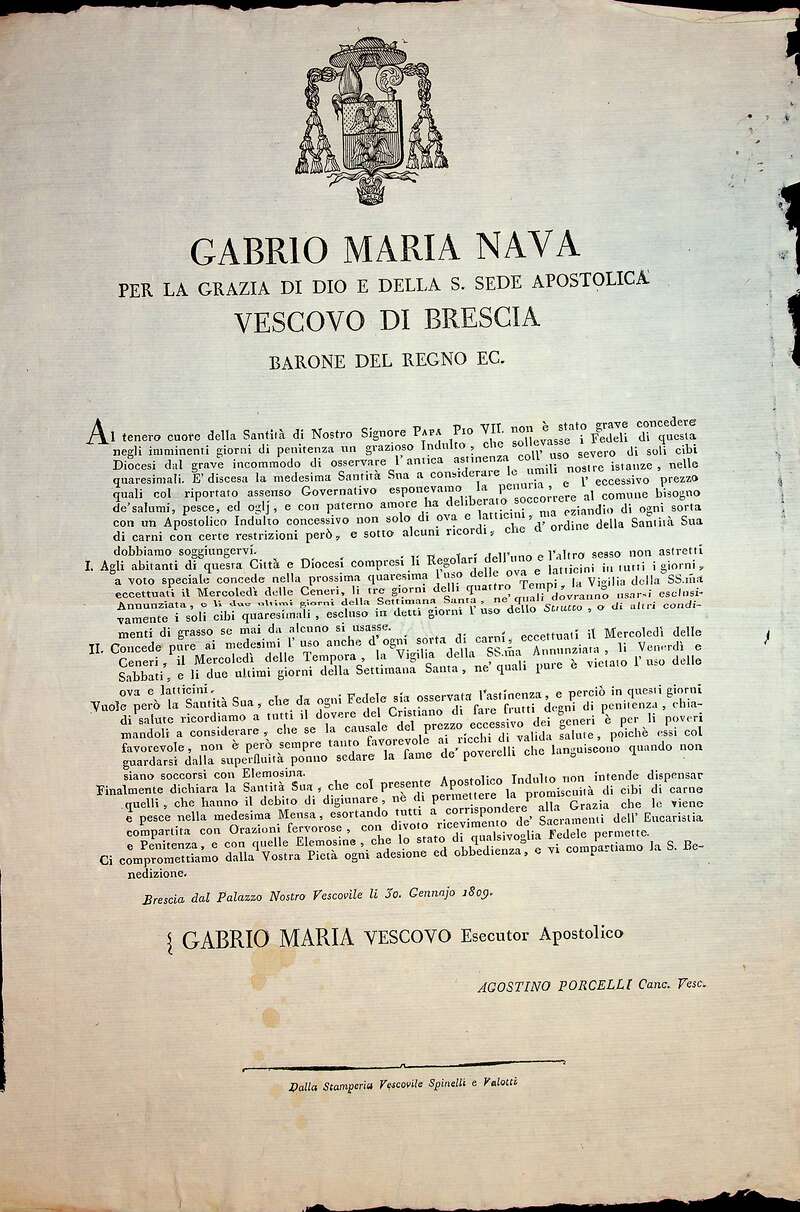 GABRIO MARIA NAVA
PER LA GRAZIA DI DIO E DELLA S. SEDE APOSTOLICA
VESCOVO DI BRESCIA
BARONE DEL REGNO EC.
Al tenero cuore della Santità di Nostro Signore PAPA PIO VII. non è stato grave concedere
negli imminenti giorni di penitenza un grazioso Indulto, che sollevasse i Fedeli di questa
Diocesi dal grave incommodo di osservare l'antica astinenza coll'uso severo di soli cibi
quaresimali. E' discesa la medesima Santità Sua a considerare le umili nostre istanze, nelle
quali col riportato assenso Governativo esponevamo la penuria, e l'eccessivo prezzo
de' salumi, pesce, ed oglj, e con paterno amore ha deliberato soccorrere al comune bisogno
con un Apostolico Indulto concessivo non solo di ova e latticini, ma eziandio di ogni sorta
di carni con certe restrizioni però, e sotto alcuni ricordi, che d'ordine della Santità Sua
dobbiamo soggiungervi.
I. Agli abitanti di questa Città e Diocesi compresi li Regolari dell'uno e l'altro sesso non astretti
a voto speciale concede nella prossima quaresima l'uso delle ova e latticini in tutti i giorni,
eccettuati il Mercoledì delle Ceneri, li tre giorni delli quattro Tempi, la Vigilia della SS.ma
Annunziata, e li due ultimi giorni della Settimana Santa, ne' quali dovranno usarsi esclusi-
vamente i soli cibi quaresimali, escluso in detti giorni l'uso dello Strutto, o di altri condi-
menti di grasso se mai da alcuno si usasse.
II. Concede pure ai medesimi l'uso anche d'ogni sorta di carni, eccettuati il Mercoledì delle
Ceneri, il Mercoledì delle Tempora, la Vigilia della SS.ma Annunziata, li Venerdì e
Sabbati, e li due ultimi giorni della Settimana Santa, ne' quali pure è vietato l'uso delle
ova e latticini.
Vuole però la Santità Sua, che da ogni Fedele sia osservata l'astinenza, e perciò in questi giorni
di salute ricordiamo a tutti il dovere del Cristiano di fare frutti degni di penitenza, chia-
mandoli a considerare, che se la causale del prezzo eccessivo dei generi è per li poveri
favorevole, non è però sempre tanto favorevole ai ricchi di valida salute, poichè essi col
guardarsi dalla superfluità ponno sedare la fame de' poverelli che languiscono quando non
siano soccorsi con Elemosina.
Finalmente dichiara la Santità Sua, che col presente Apostolico Indulto non intende dispensar
quelli, che hanno il debito di digiunare, nè di permettere la promiscuità di cibi di carne
e pesce nella medesima Mensa, esortando tutti a corrispondere alla Grazia che le viene
compartita con Orazioni fervorose, con divoto ricevimento de' Sacramenti dell'Eucaristia
e Penitenza, e con quelle Elemosine, che lo stato di qualsivoglia Fedele permette.
Ci compromettiamo dalla Vostra Pietà ogni adesione ed obbedienza, e vi compartiamo la S. Be-
nedizione.
Brescia dal Palazzo Nostro Vescovile li 30. Gennajo 1809.
GABRIO MARIA VESCOVO Esecutor Apostolico
AGOSTINO PORCELLI Canc. Vesc.
Dalla Stamperia Vescovile Spinelli e Valotti